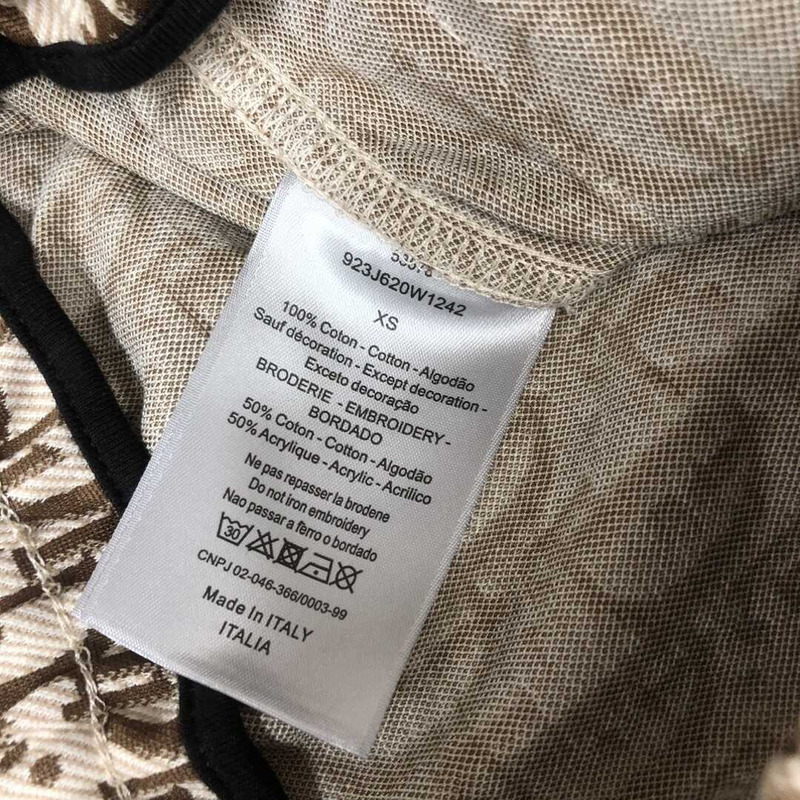 923J620W1242
XS
100% Coton - Cotton - Algodão
Sauf décoration - Except decoration -
Exceto decoração
BRODERIE - EMBROIDERY -
BORDADO
50% Coton - Cotton - Algodão
50% Acrylique - Acrylic - Acrilico
Ne pas repasser la brodene
Do not iron embroidery
Nao passar a ferro o bordado
30
CNPJ 02-046-366/0003-99
Made In ITALY
ITALIA